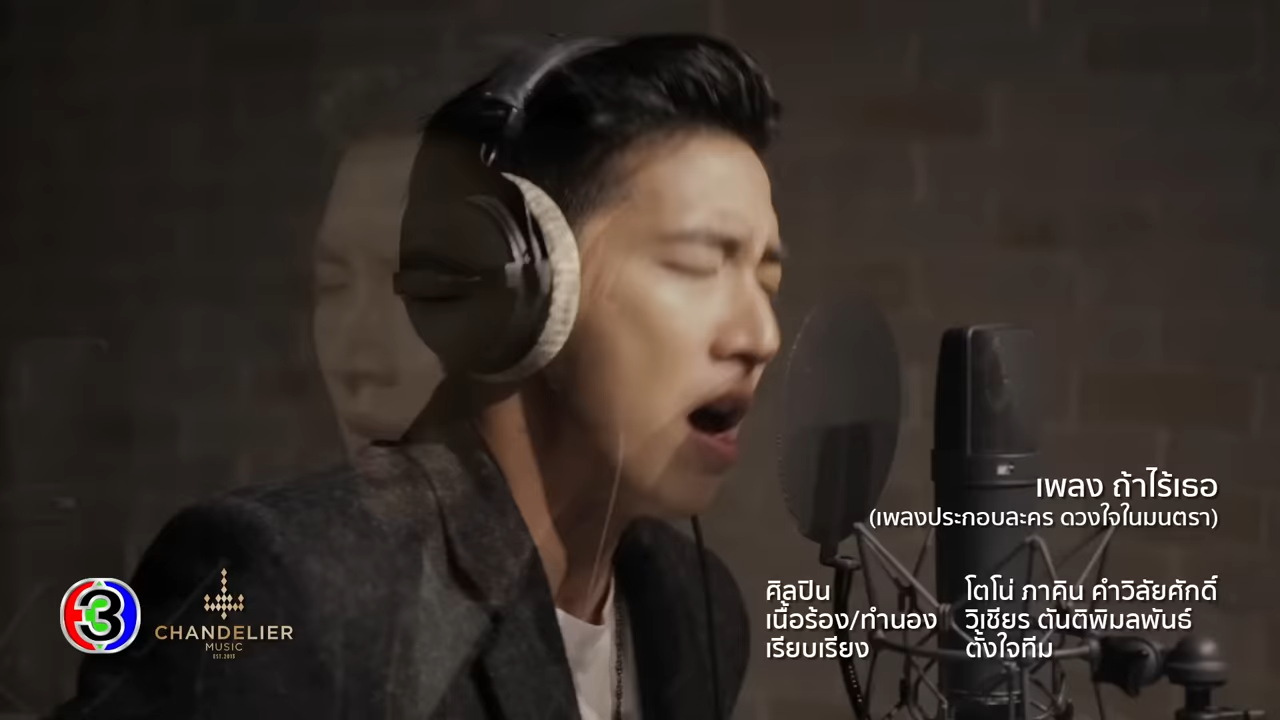 เพลง ถ้าไร้เธอ
(เพลงประกอบละคร ดวงใจในมนตรา)
ศิลปิน โตโน่ ภาคิน คำวิลัยศักดิ์
เนื้อร้อง/ทำนอง วิเชียร ตันติพิมลพันธ์
เรียบเรียง ตั้งใจทีม
3
CHANDELIER
MUSIC
EST.2015